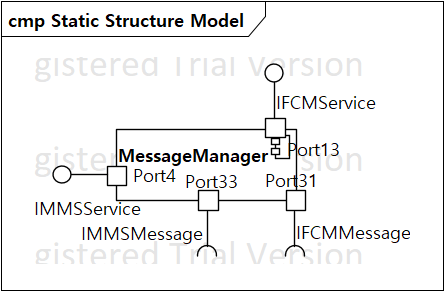 cmp Static Structure Model
gistered Trial Version
IFCMService
MessageManager
Port13
gistered Trial Version
Port4
Port33
Port31
IMMSService
IMMSMessage
IFCMMessage
gistered Trial Version